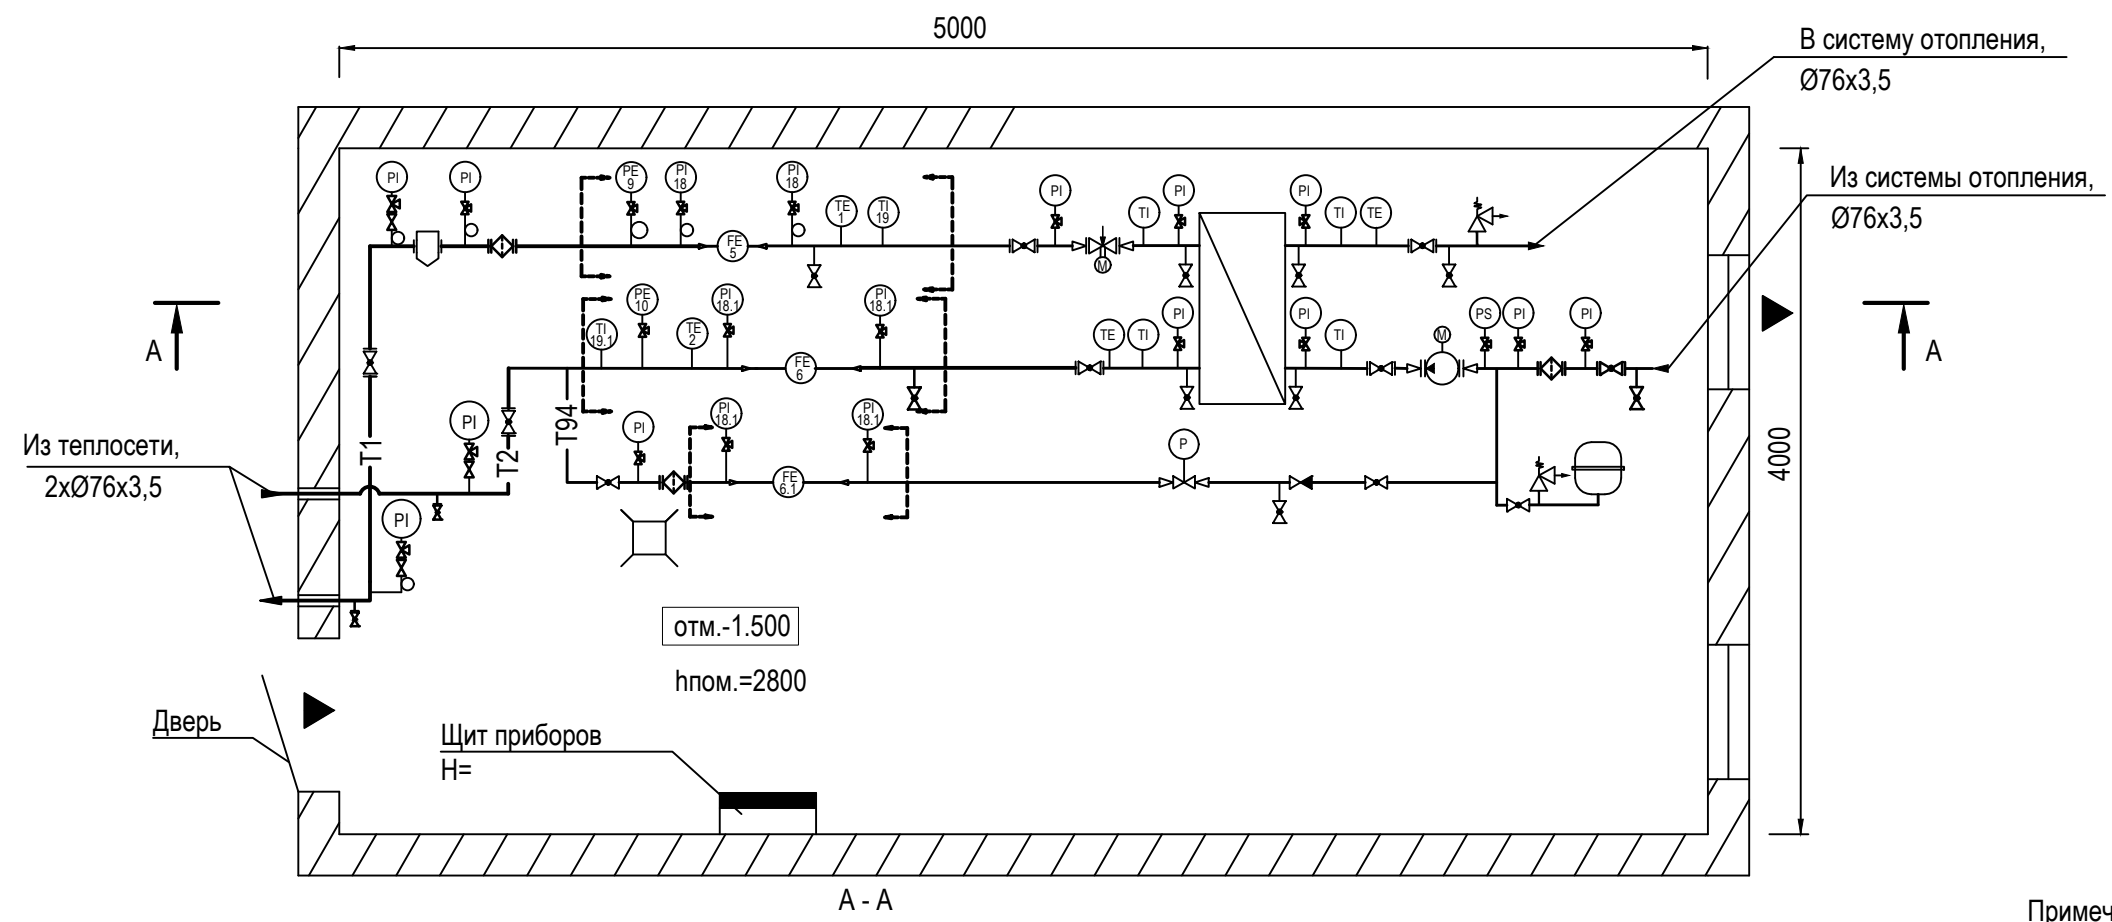 5000
В систему отопления,
Ø76x3,5
Из системы отопления,
Ø76x3,5
PI
PI
PE
9
PI
18
PI
18
TE
1
TI
19
FE
5
PI
TI
PI
M
PI
TI
TE
A
TI
19.1
PE
10
TE
2
PI
18.1
FE
6
PI
18.1
TE
TI
PI
PI
TI
M
PS
PI
PI
A
Из теплосети,
2xØ76x3,5
T1
T2
T94
PI
PI
PI
PI
18.1
FE
6.1
PI
18.1
P
4000
отм.-1.500
hпом.=2800
Дверь
Щит приборов
H=
A - A
Примеч